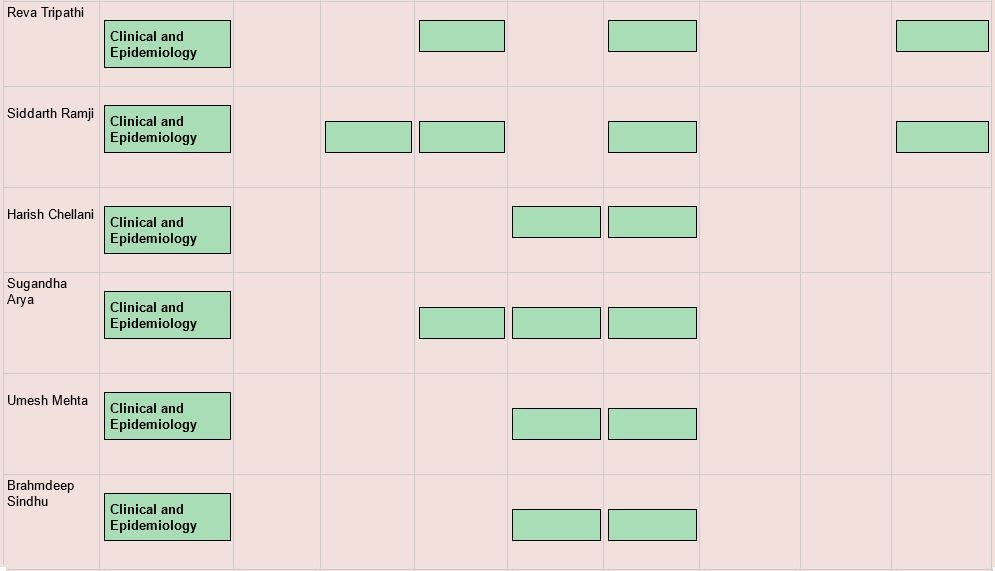 Reva Tripathi
Clinical and
Epidemiology
Siddarth Ramji
Clinical and
Epidemiology
Harish Chellani
Clinical and
Epidemiology
Sugandha
Arya
Clinical and
Epidemiology
Umesh Mehta
Clinical and
Epidemiology
Brahmdeep
Sindhu
Clinical and
Epidemiology